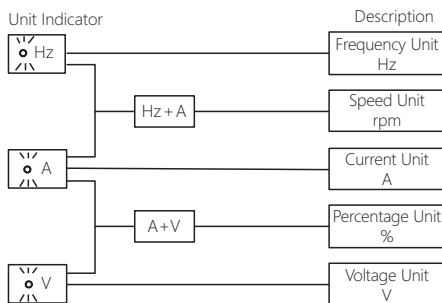 Unit Indicator
Description
Hz
Frequency Unit
Hz
Hz + A
Speed Unit
rpm
A
Current Unit
A
A+V
Percentage Unit
%
V
Voltage Unit
V